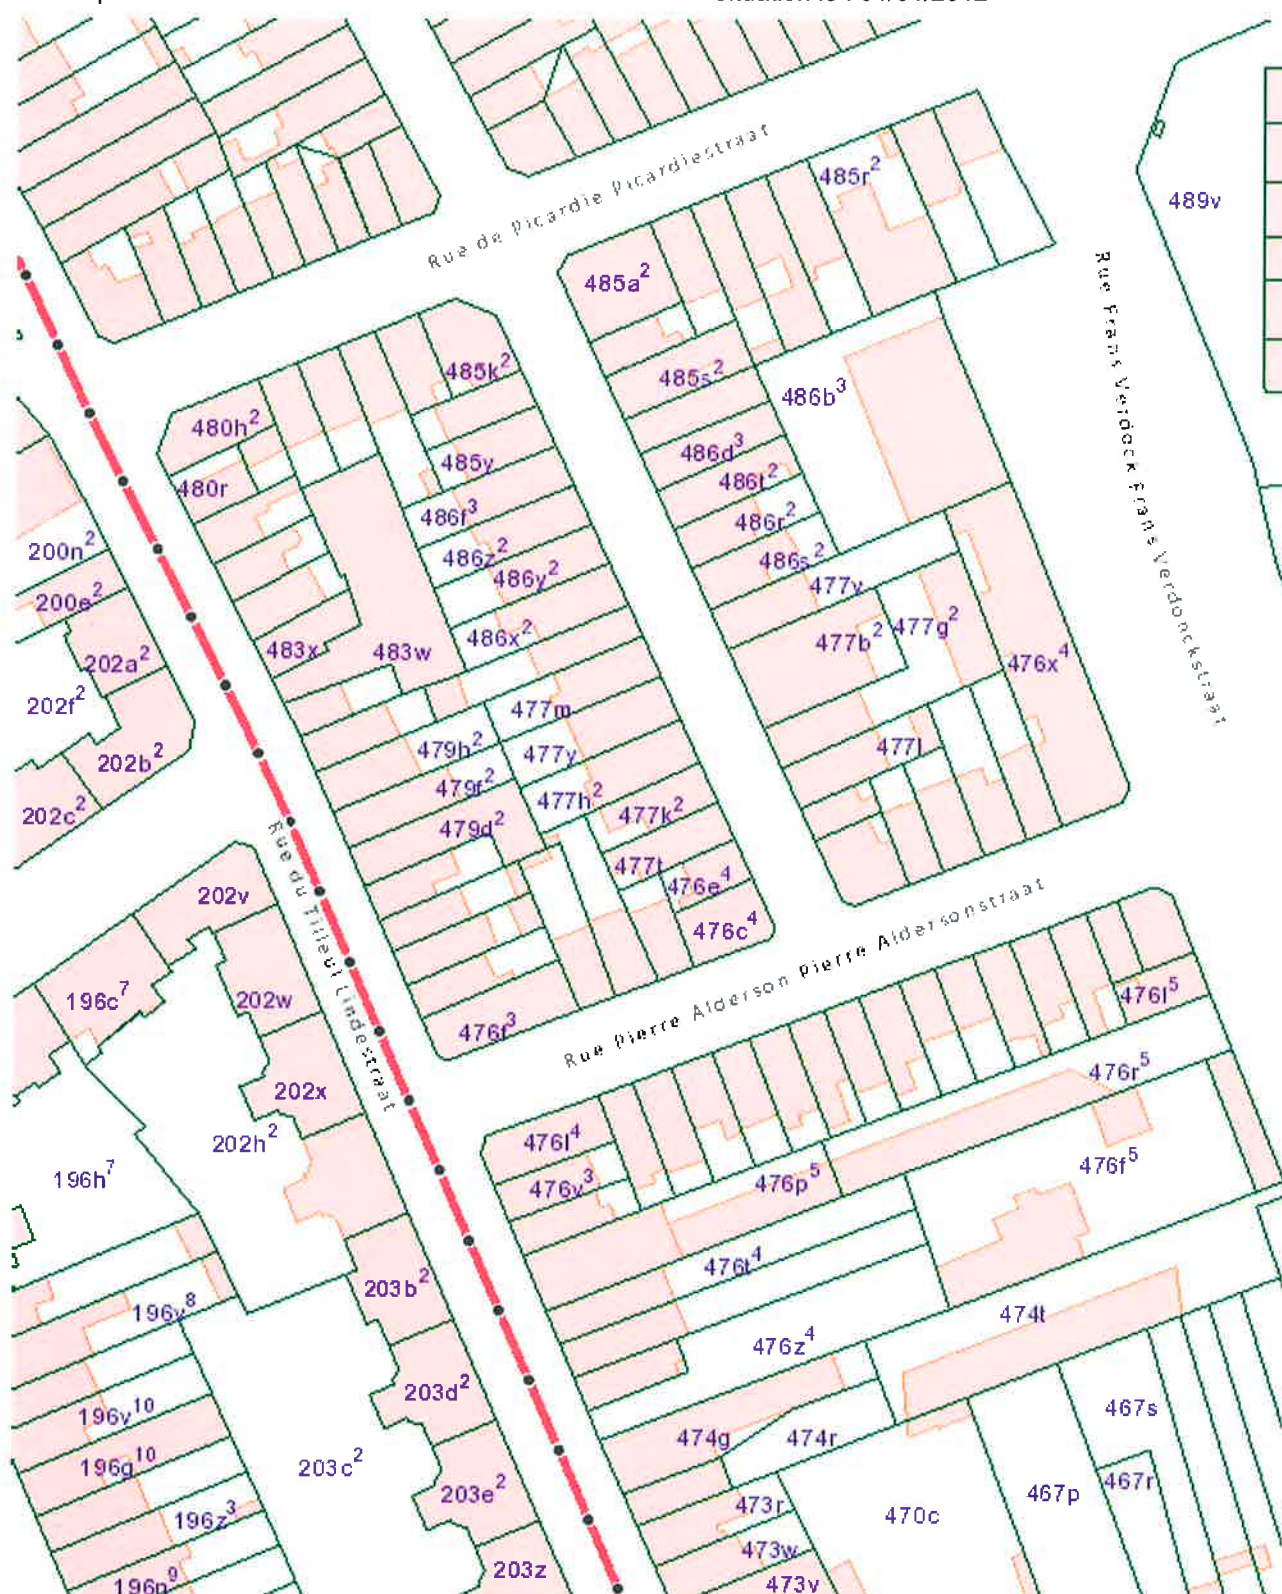 Rue de Picardie Picardiestraat
485r²
489v
485a²
Rue Frans Verdonck Frans Verdonckstraat
485k²
485s²
486b³
480h²
485y
486d³
480r
486t²
486f³
486r²
200n²
486z²
486s²
486y²
477v
200e²
486x²
477b²
477g²
483x
483w
476x⁴
202a²
202f²
477m
479h²
477y
477l
202b²
479f²
477h²
202c²
479d²
477k²
Rue du Tilleul Lindestraat
477t
476e⁴
202v
476c⁴
Rue Pierre Alderson Pierre Aldersonstraat
196c⁷
202w
476l⁵
476f³
476r⁵
202x
202h²
476l⁴
196h⁷
476f⁵
476v³
476p⁵
476t⁴
203b²
196v⁸
474t
476z⁴
203d²
196v¹⁰
467s
474g
474r
196g¹⁰
203c²
467r
203e²
467p
473r
196z³
470c
473w
203z
473v
196p⁹